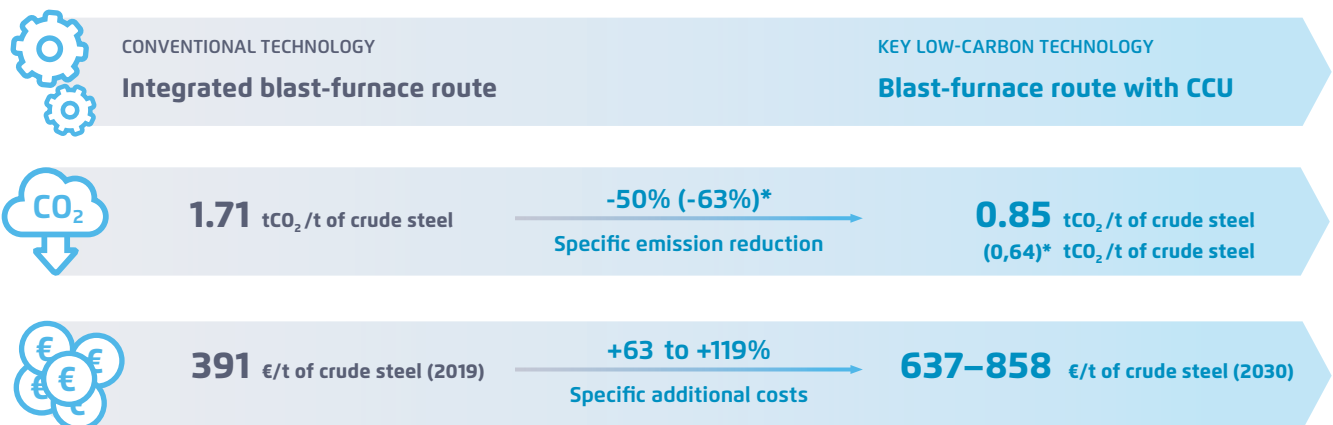 CONVENTIONAL TECHNOLOGY
Integrated blast-furnace route
KEY LOW-CARBON TECHNOLOGY
Blast-furnace route with CCU
CO₂
1.71 tCO₂/t of crude steel
-50% (-63%)*
Specific emission reduction
0.85 tCO₂/t of crude steel
(0,64)* tCO₂/t of crude steel
€ € € € €
391 €/t of crude steel (2019)
+63 to +119%
Specific additional costs
637–858 €/t of crude steel (2030)